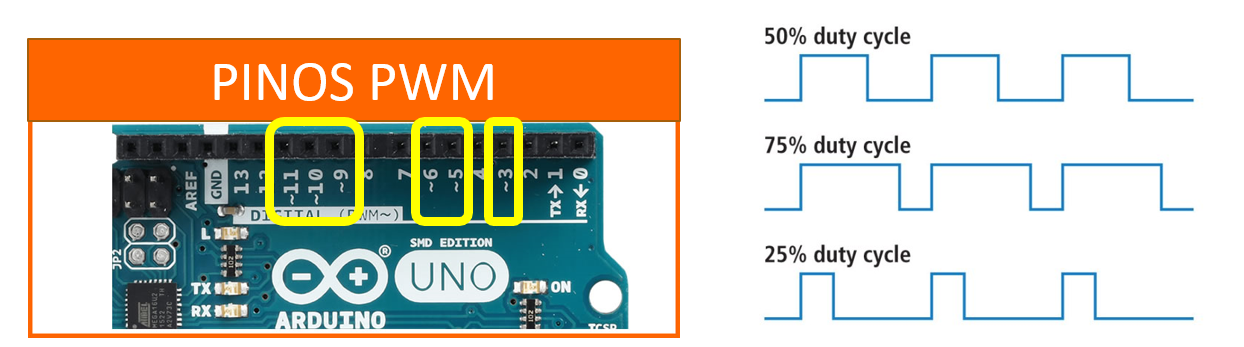 PINOS PWM
AREF
GND
13
12
~11
~10
~9
8
7
~6
~5
4
~3
2
TX→1
RX←0
DIGITAL (PWM~)
L
JP2
TX
RX
®
SMD EDITION
UNO
ON
ARDUINO
50% duty cycle
75% duty cycle
25% duty cycle